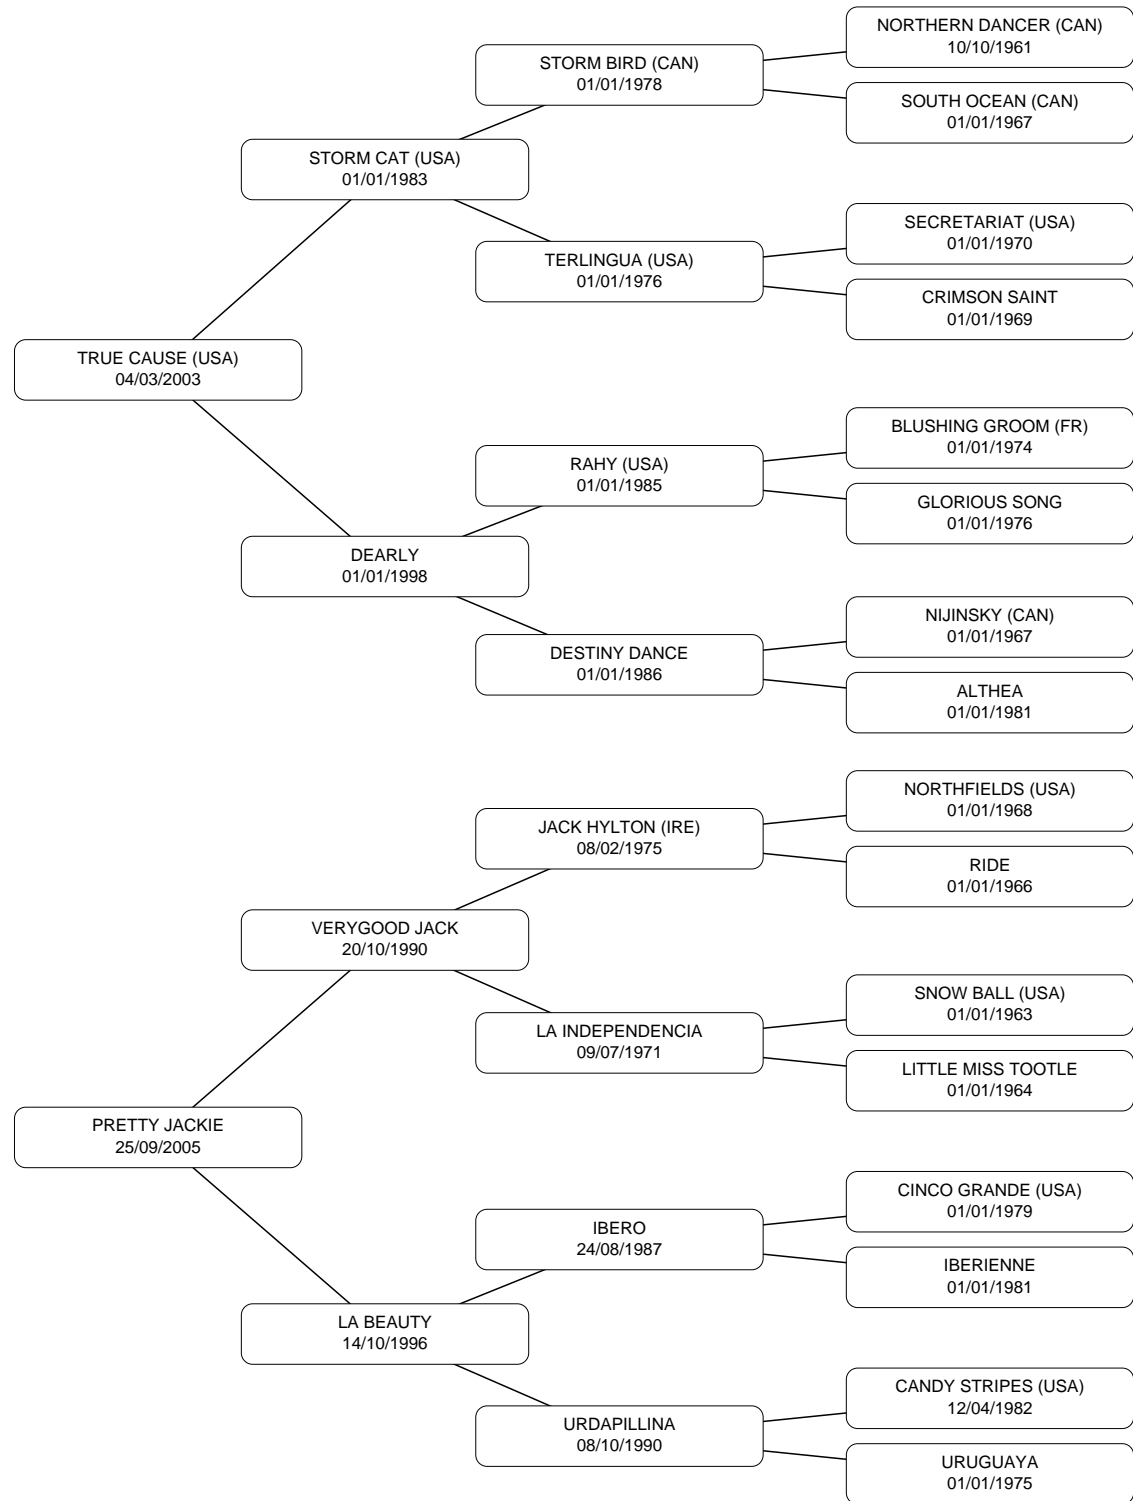 NORTHERN DANCER (CAN)
10/10/1961
STORM BIRD (CAN)
01/01/1978
SOUTH OCEAN (CAN)
01/01/1967
STORM CAT (USA)
01/01/1983
SECRETARIAT (USA)
01/01/1970
TERLINGUA (USA)
01/01/1976
CRIMSON SAINT
01/01/1969
TRUE CAUSE (USA)
04/03/2003
BLUSHING GROOM (FR)
01/01/1974
RAHY (USA)
01/01/1985
GLORIOUS SONG
01/01/1976
DEARLY
01/01/1998
NIJINSKY (CAN)
01/01/1967
DESTINY DANCE
01/01/1986
ALTHEA
01/01/1981
NORTHFIELDS (USA)
01/01/1968
JACK HYLTON (IRE)
08/02/1975
RIDE
01/01/1966
VERYGOOD JACK
20/10/1990
SNOW BALL (USA)
01/01/1963
LA INDEPENDENCIA
09/07/1971
LITTLE MISS TOOTLE
01/01/1964
PRETTY JACKIE
25/09/2005
CINCO GRANDE (USA)
01/01/1979
IBERO
24/08/1987
IBERIENNE
01/01/1981
LA BEAUTY
14/10/1996
CANDY STRIPES (USA)
12/04/1982
URDAPILLINA
08/10/1990
URUGUAYA
01/01/1975